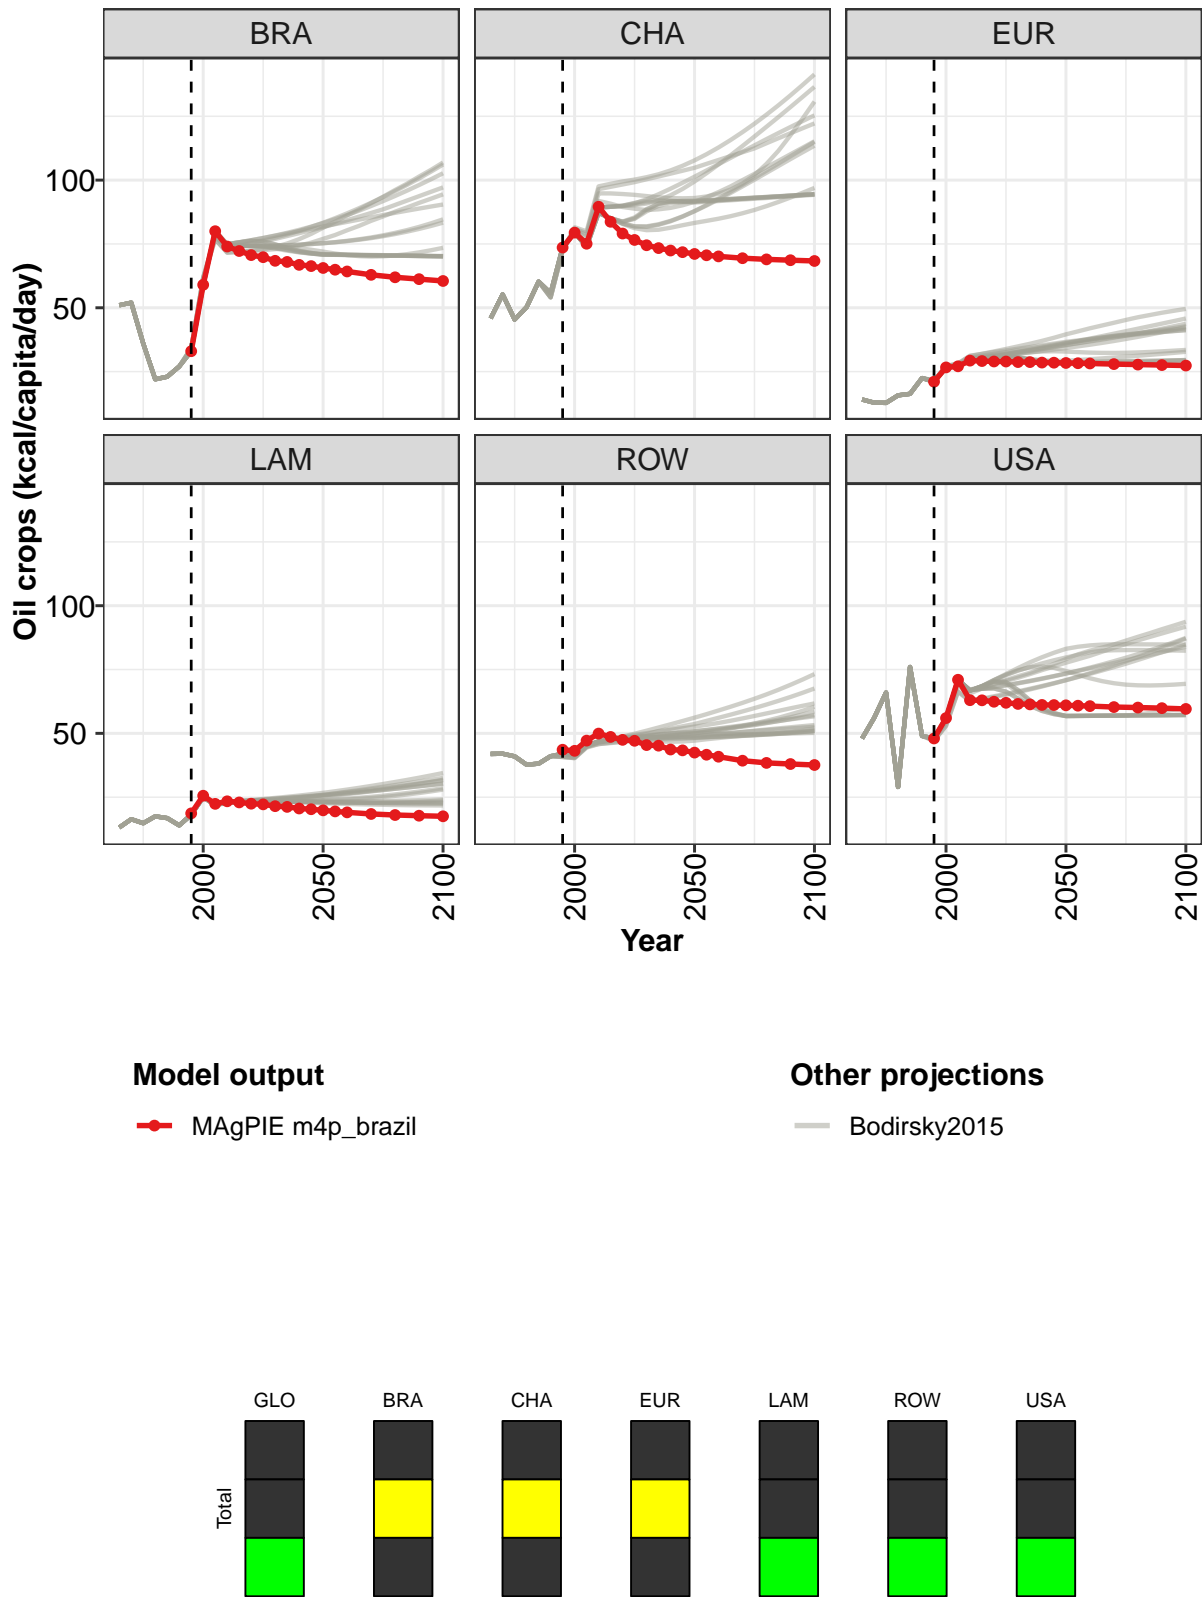 BRA
CHA
EUR
100
50
LAM
ROW
USA
100
50
Oil crops (kcal/capita/day)
2000
2050
2100
2000
2050
2100
2000
2050
2100
Year
Model output
MAgPIE m4p_brazil
Other projections
Bodirsky2015
GLO
BRA
CHA
EUR
LAM
ROW
USA
Total